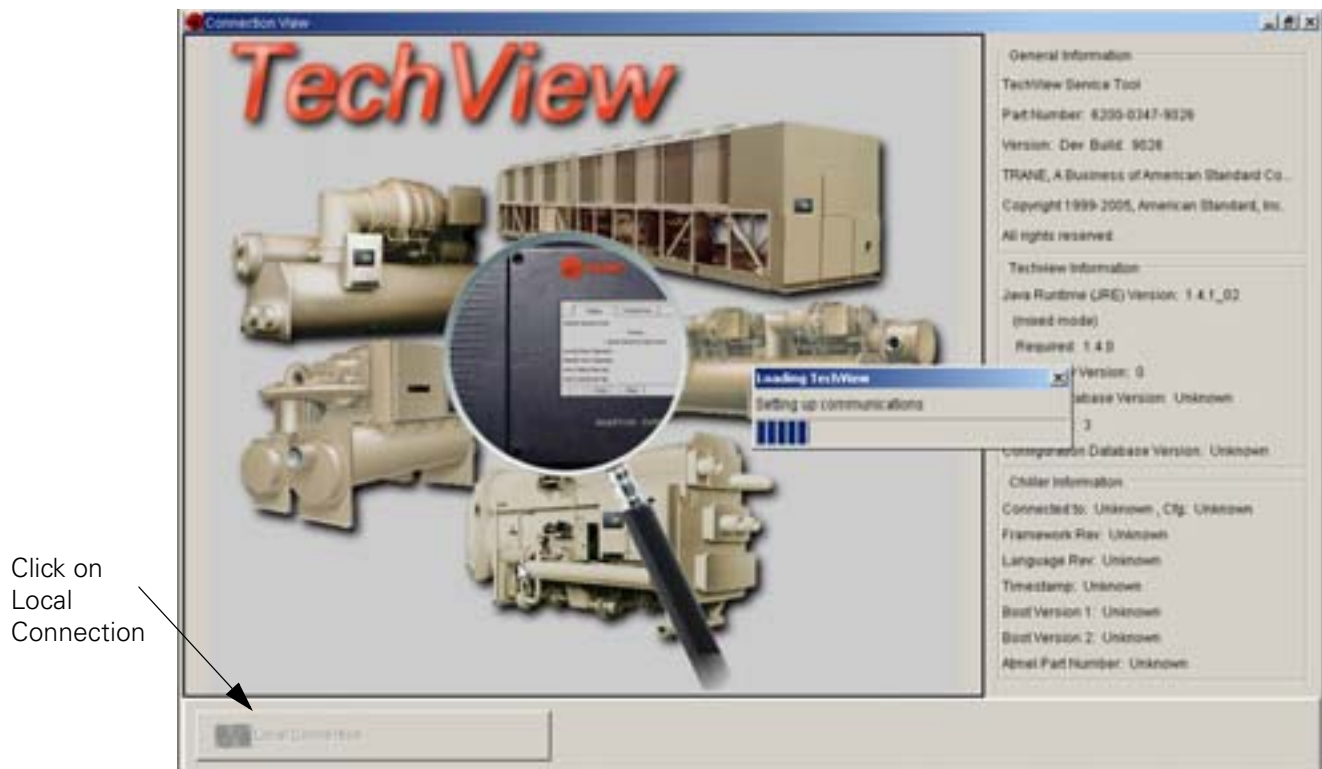 Connection View
TechView
General Information
TechView Service Tool
Part Number: 6200-0347-9026
Version: Dev Build: 9026
TRANE, A Business of American Standard Co...
Copyright 1999-2005, American Standard, Inc.
All rights reserved.
Techview Information
Java Runtime (JRE) Version: 1.4.1_02
(mixed mode)
Required: 1.4.0
Version: 0
Database Version: Unknown
3
Configuration Database Version: Unknown
Loading TechView
Setting up communications
Chiller Information
Connected to: Unknown , Cfg: Unknown
Framework Rev: Unknown
Language Rev: Unknown
Timestamp: Unknown
Boot Version 1: Unknown
Boot Version 2: Unknown
Atmel Part Number: Unknown
Click on
Local
Connection
Local Connection